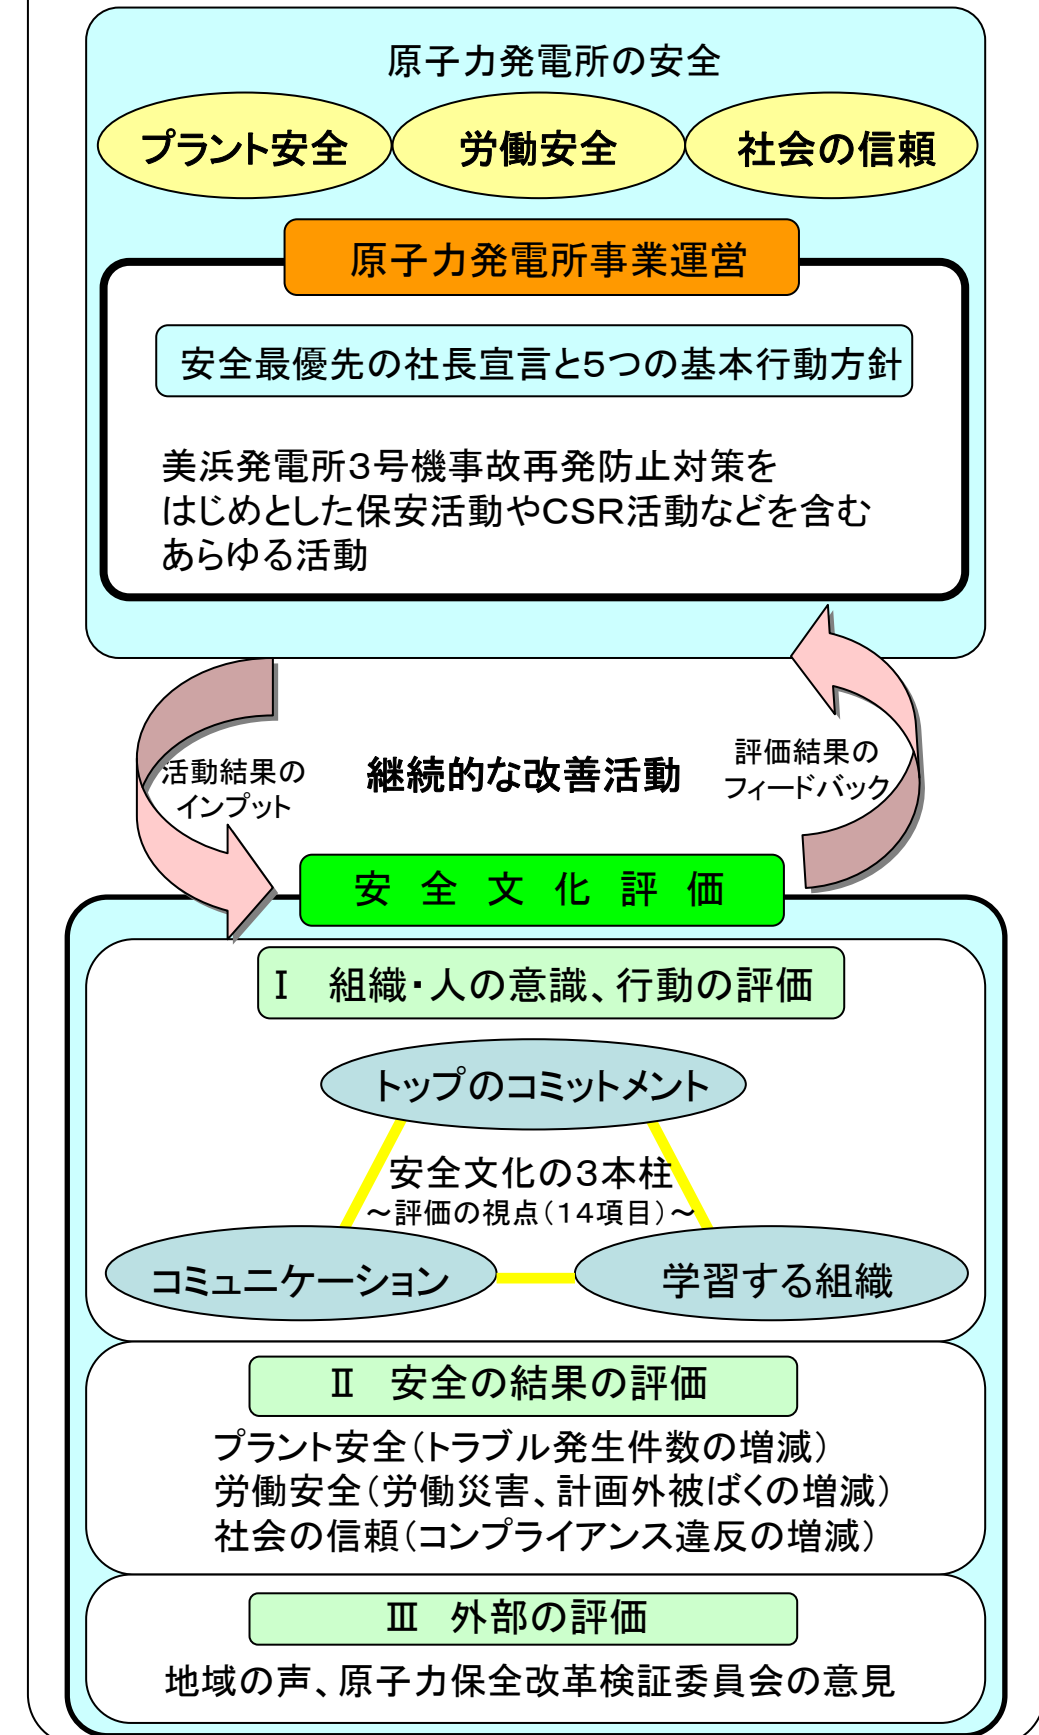 原子力発電所の安全
プラント安全
労働安全
社会の信頼
原子力発電所事業運営
安全最優先の社長宣言と5つの基本行動方針
美浜発電所3号機事故再発防止対策を
はじめとした保安活動やCSR活動などを含む
あらゆる活動
活動結果の
インプット
継続的な改善活動
評価結果の
フィードバック
安 全 文 化 評 価
Ⅰ 組織・人の意識、行動の評価
トップのコミットメント
安全文化の3本柱
～評価の視点(14項目)～
コミュニケーション
学習する組織
Ⅱ 安全の結果の評価
プラント安全(トラブル発生件数の増減)
労働安全(労働災害、計画外被ばくの増減)
社会の信頼(コンプライアンス違反の増減)
Ⅲ 外部の評価
地域の声、原子力保全改革検証委員会の意見